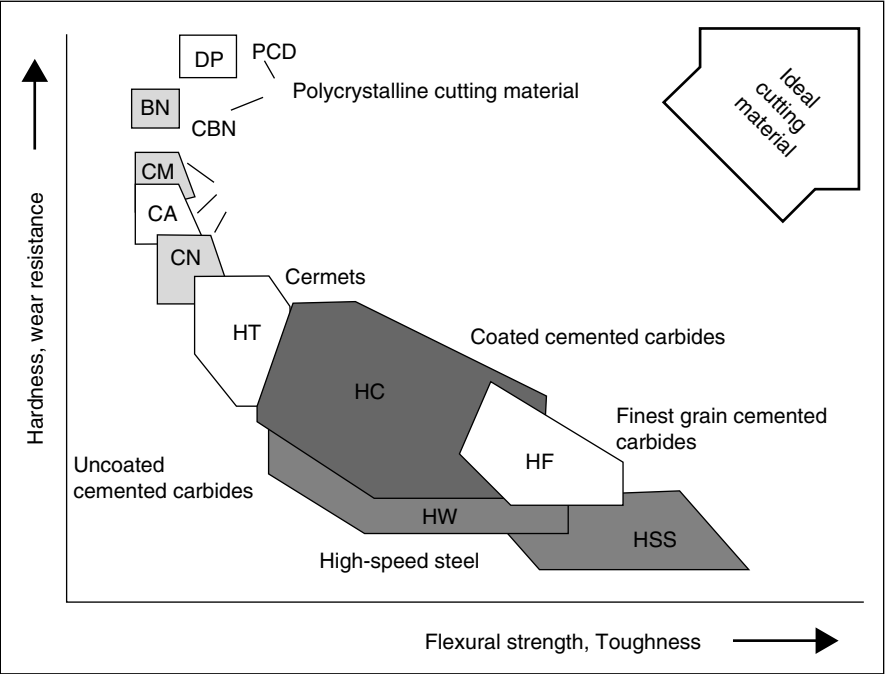 DP
PCD
Polycrystalline cutting material
BN
CBN
Ideal
cutting
material
CM
CA
CN
Cermets
HT
Coated cemented carbides
HC
Finest grain cemented
carbides
HF
Uncoated
cemented carbides
HW
HSS
High-speed steel
Hardness, wear resistance
Flexural strength, Toughness